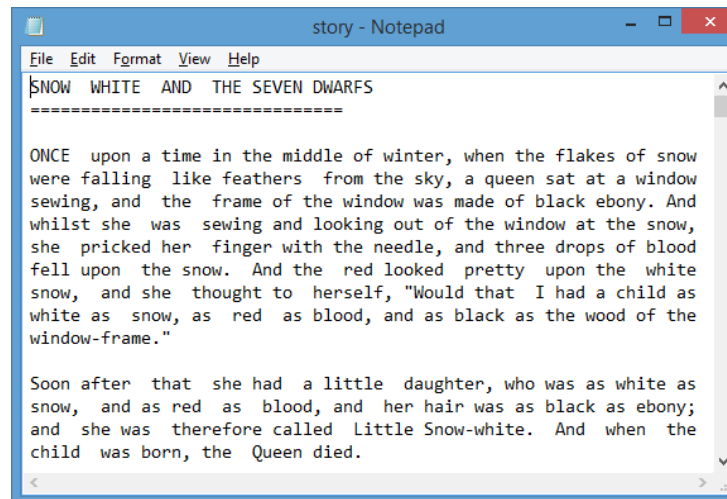 story - Notepad
File Edit Format View Help
SNOW  WHITE  AND  THE SEVEN DWARFS
===============================
ONCE  upon a time in the middle of winter, when the flakes of snow
were falling  like feathers  from the sky, a queen sat at a window
sewing, and  the  frame of the window was made of black ebony. And
whilst she  was  sewing and looking out of the window at the snow,
she  pricked her  finger with the needle, and three drops of blood
fell upon  the snow.  And the  red looked  pretty  upon the  white
snow,  and she  thought to  herself, "Would that  I had a child as
white as  snow, as  red  as blood, and as black as the wood of the
window-frame."
Soon after  that  she had  a little  daughter, who was as white as
snow,  and as red  as  blood, and  her hair was as black as ebony;
and  she was  therefore called  Little Snow-white.  And  when  the
child  was born, the  Queen died.